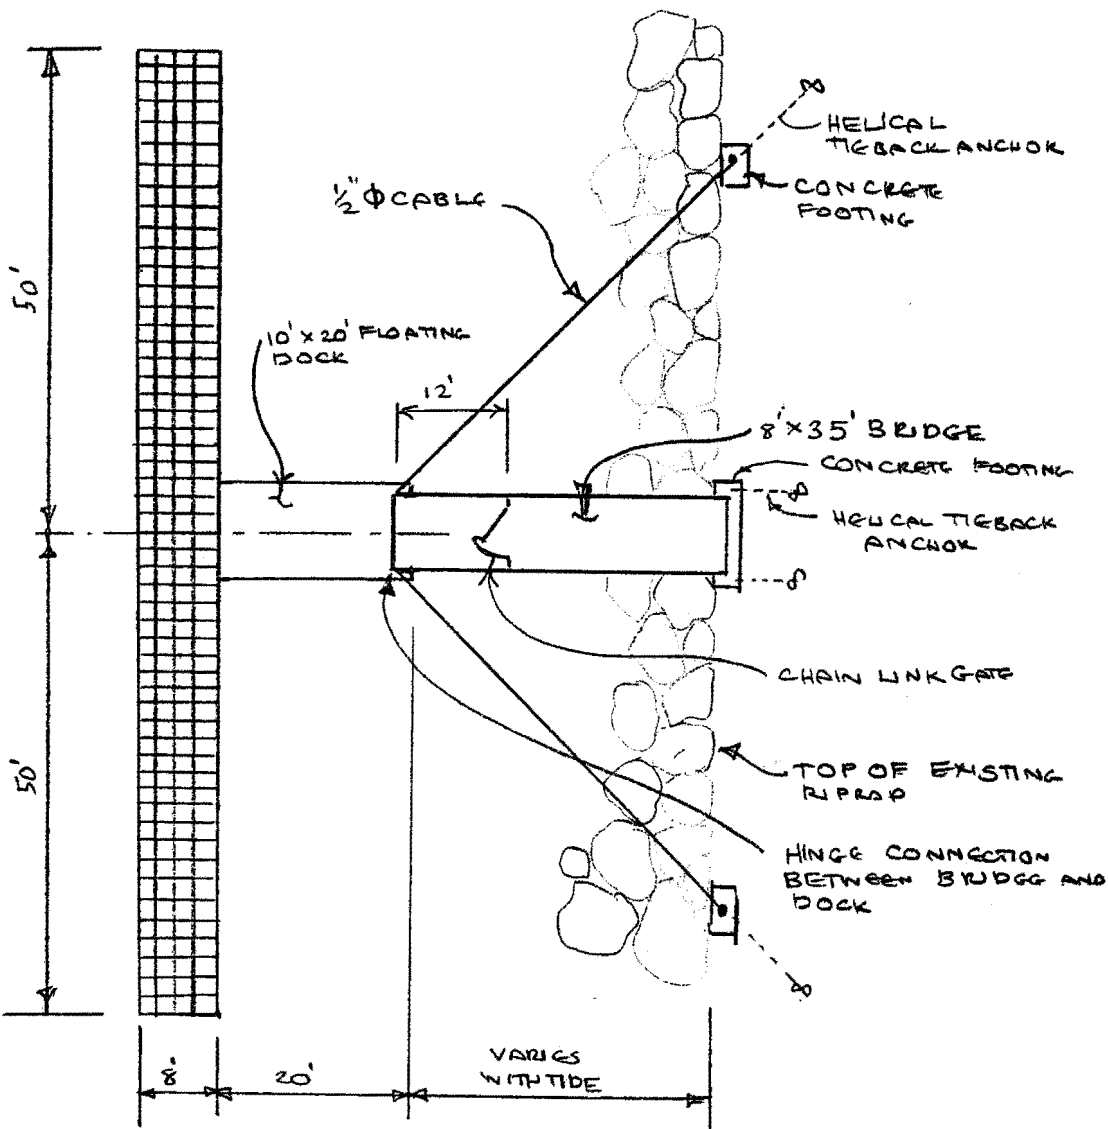 HELICAL
TIEBACK ANCHOR
CONCRETE
FOOTING
½" Φ CABLE
50'
10' x 20' FLOATING
DOCK
12'
8' x 35' BRIDGE
CONCRETE FOOTING
HELICAL TIEBACK
ANCHOR
CHAIN LINK GATE
50'
TOP OF EXISTING
RIPRAP
HINGE CONNECTION
BETWEEN BRIDGE AND
DOCK
8'
20'
VARIES
WITH TIDE